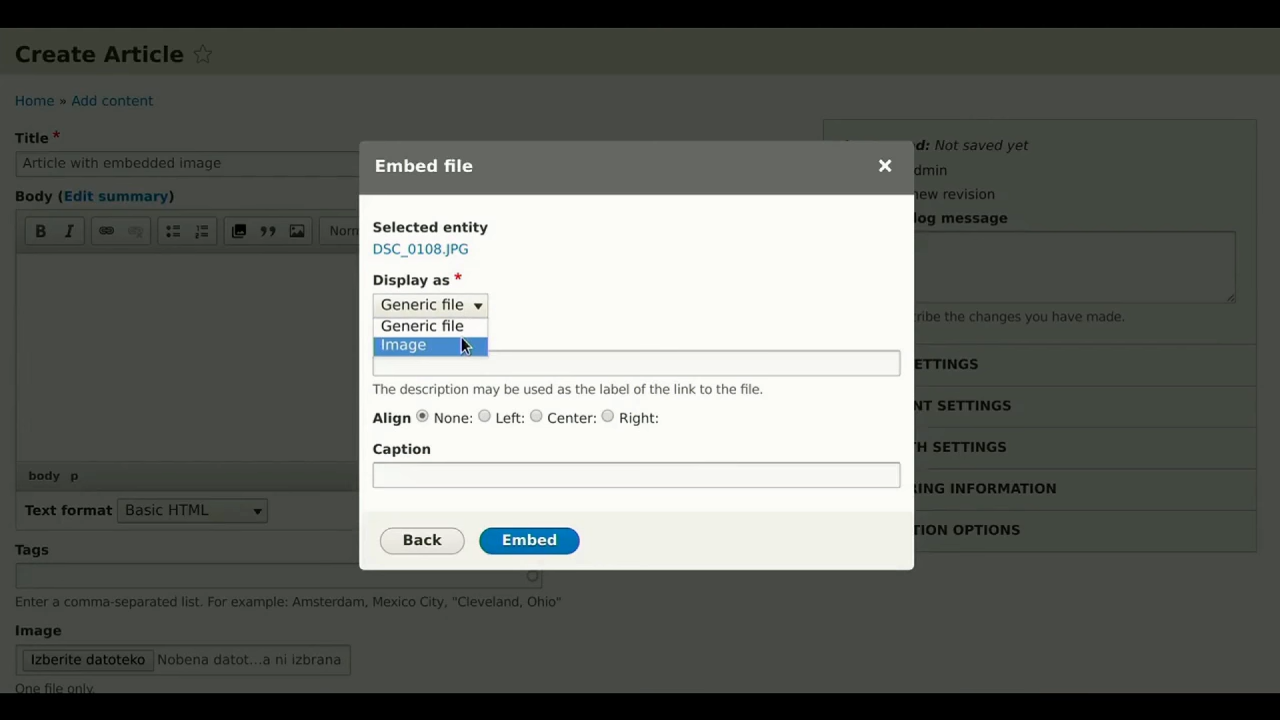 Create Article
Home » Add content
Title *
Article with embedded image
Body (Edit summary)
B I Norm
body p
Text format Basic HTML
Tags
Enter a comma-separated list. For example: Amsterdam, Mexico City, "Cleveland, Ohio"
Image
Izberite datoteko Nobena datot...a ni izbrana
One file only.
Embed file
Selected entity
DSC_0108.JPG
Display as *
Generic file
Generic file
Image
The description may be used as the label of the link to the file.
Align None: Left: Center: Right:
Caption
Back Embed
d: Not saved yet
dmin
new revision
log message
ribe the changes you have made.
ETTINGS
NT SETTINGS
TH SETTINGS
RING INFORMATION
TION OPTIONS